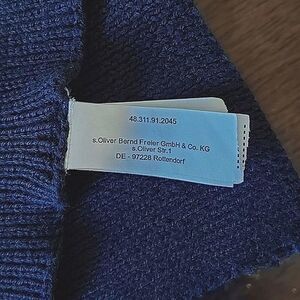 48.311.91.2045
s.Oliver Bernd Freier GmbH & Co. KG
s.Oliver Str.1
DE - 97228 Rottendorf